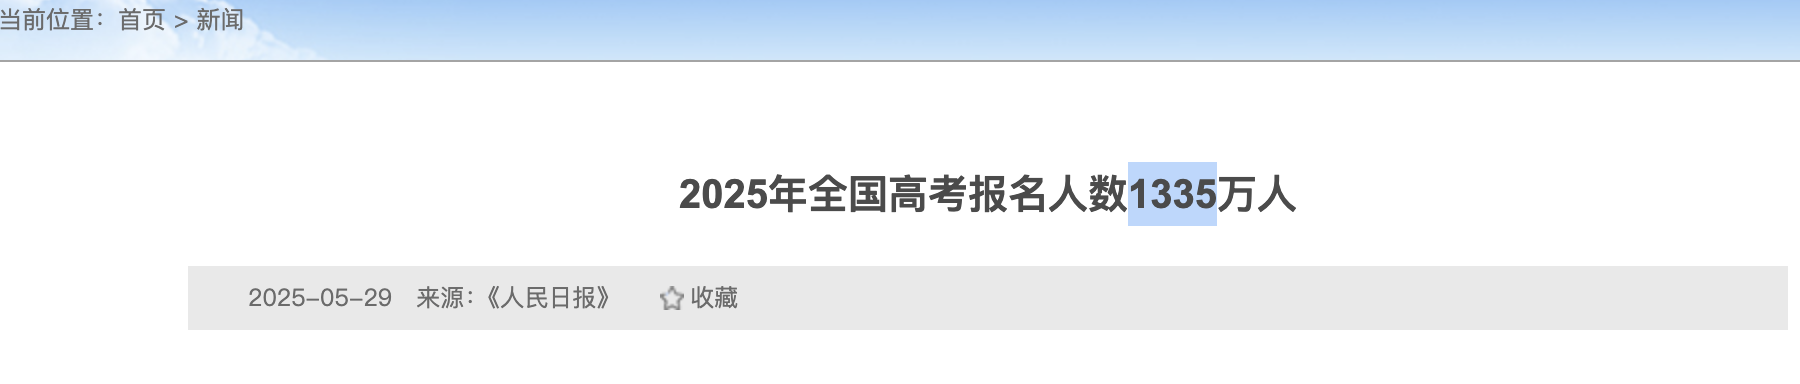 当前位置：首页 > 新闻
2025年全国高考报名人数1335万人
2025-05-29 来源：《人民日报》 收藏